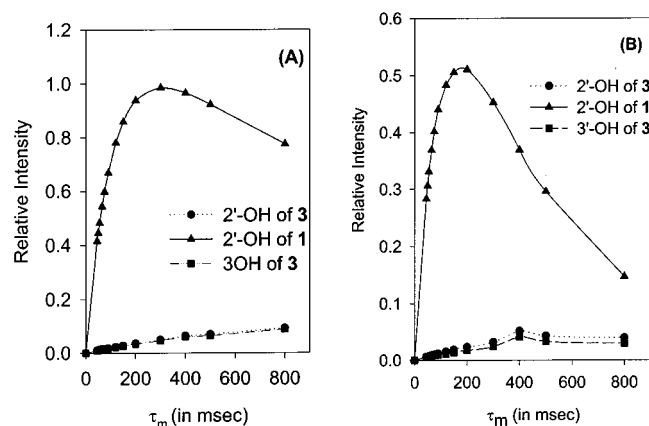 (A)
1.2
1.0
0.8
0.6
0.4
0.2
0.0
Relative Intensity
2'-OH of 3
2'-OH of 1
3OH of 3
0 200 400 600 800
τm (in msec)
(B)
0.6
0.5
0.4
0.3
0.2
0.1
0.0
Relative Intensity
2'-OH of 3
2'-OH of 1
3'-OH of 3
0 200 400 600 800
τm (in msec)